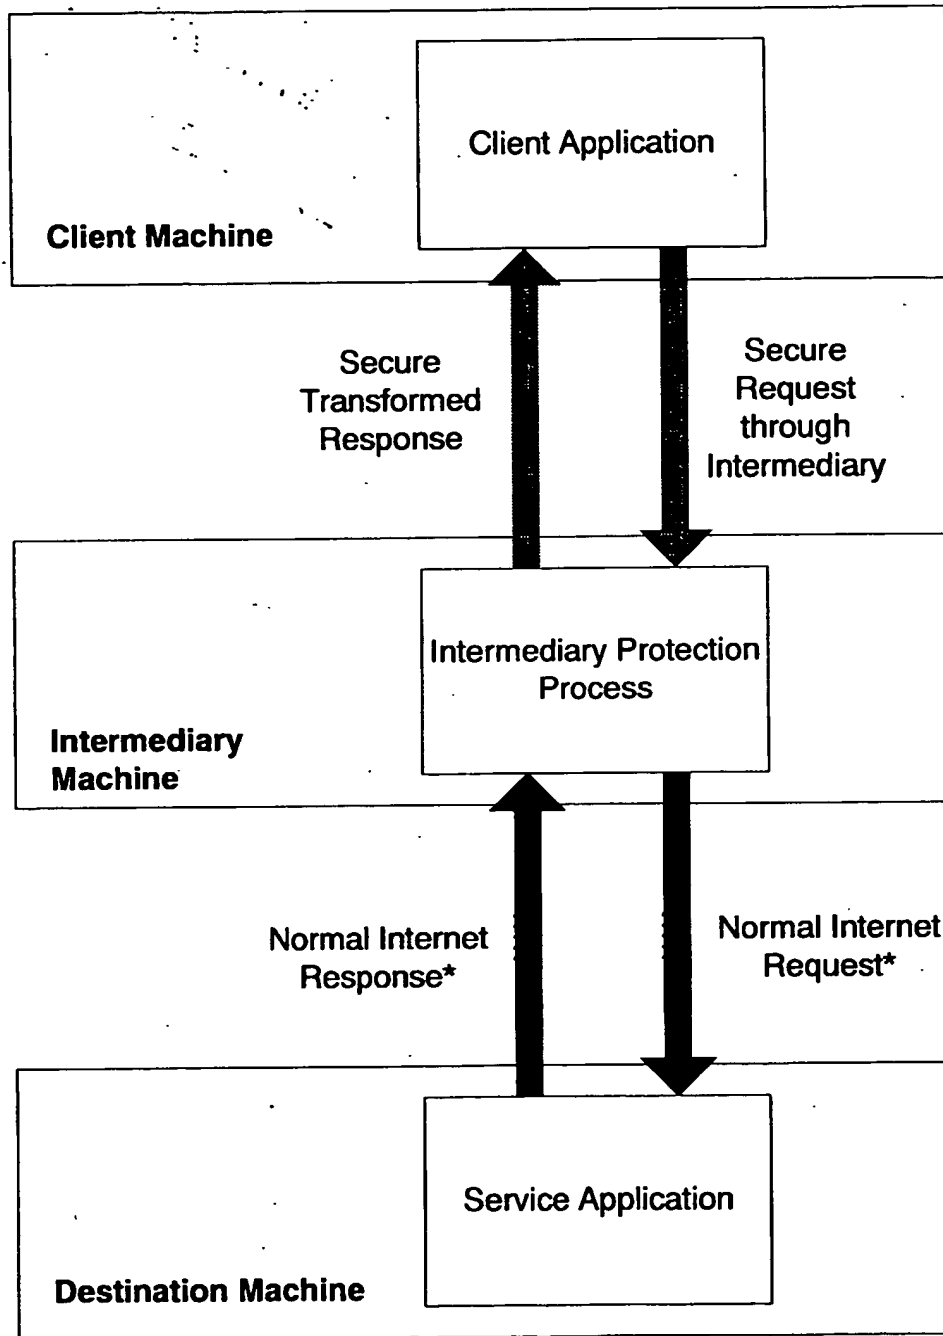 Client Application
Client Machine
Secure
Transformed
Response
Secure
Request
through
Intermediary
Intermediary Protection
Process
Intermediary
Machine
Normal Internet
Response*
Normal Internet
Request*
Service Application
Destination Machine